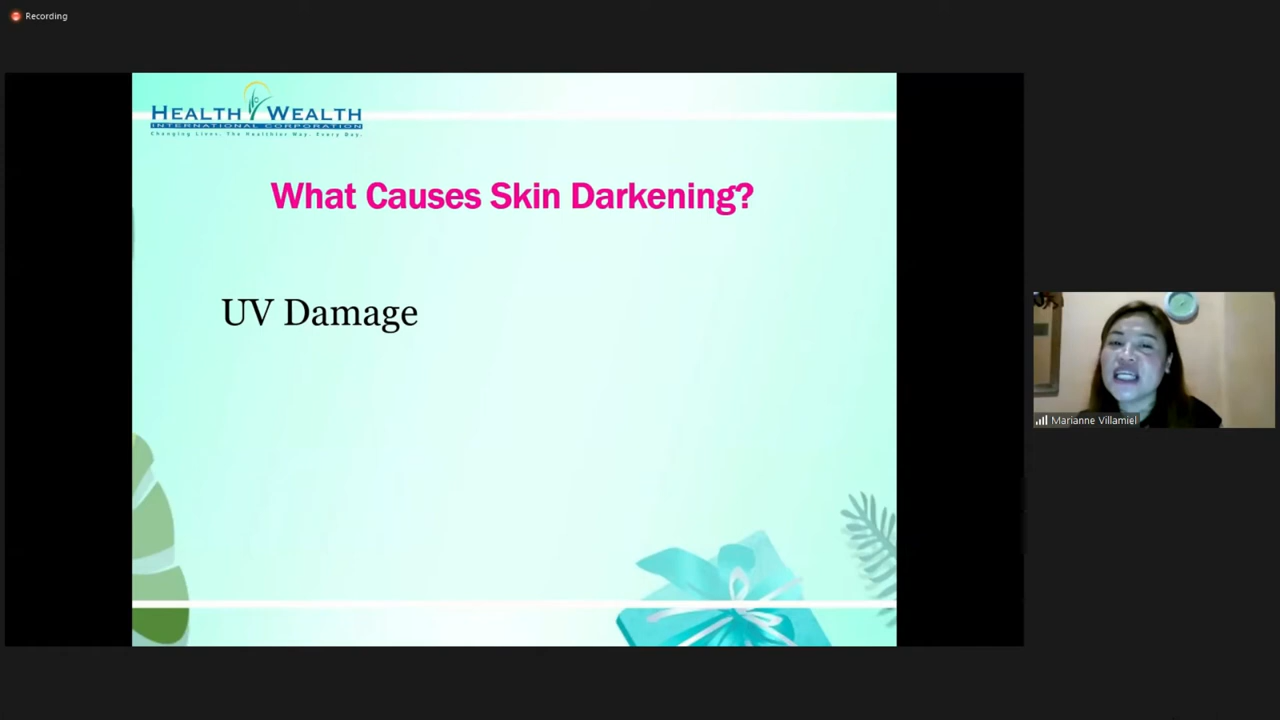 Recording
HEALTH WEALTH
INTERNATIONAL CORPORATION
Changing Lives. The Healthier Way. Every Day.
What Causes Skin Darkening?
UV Damage
Marianne Villamiel